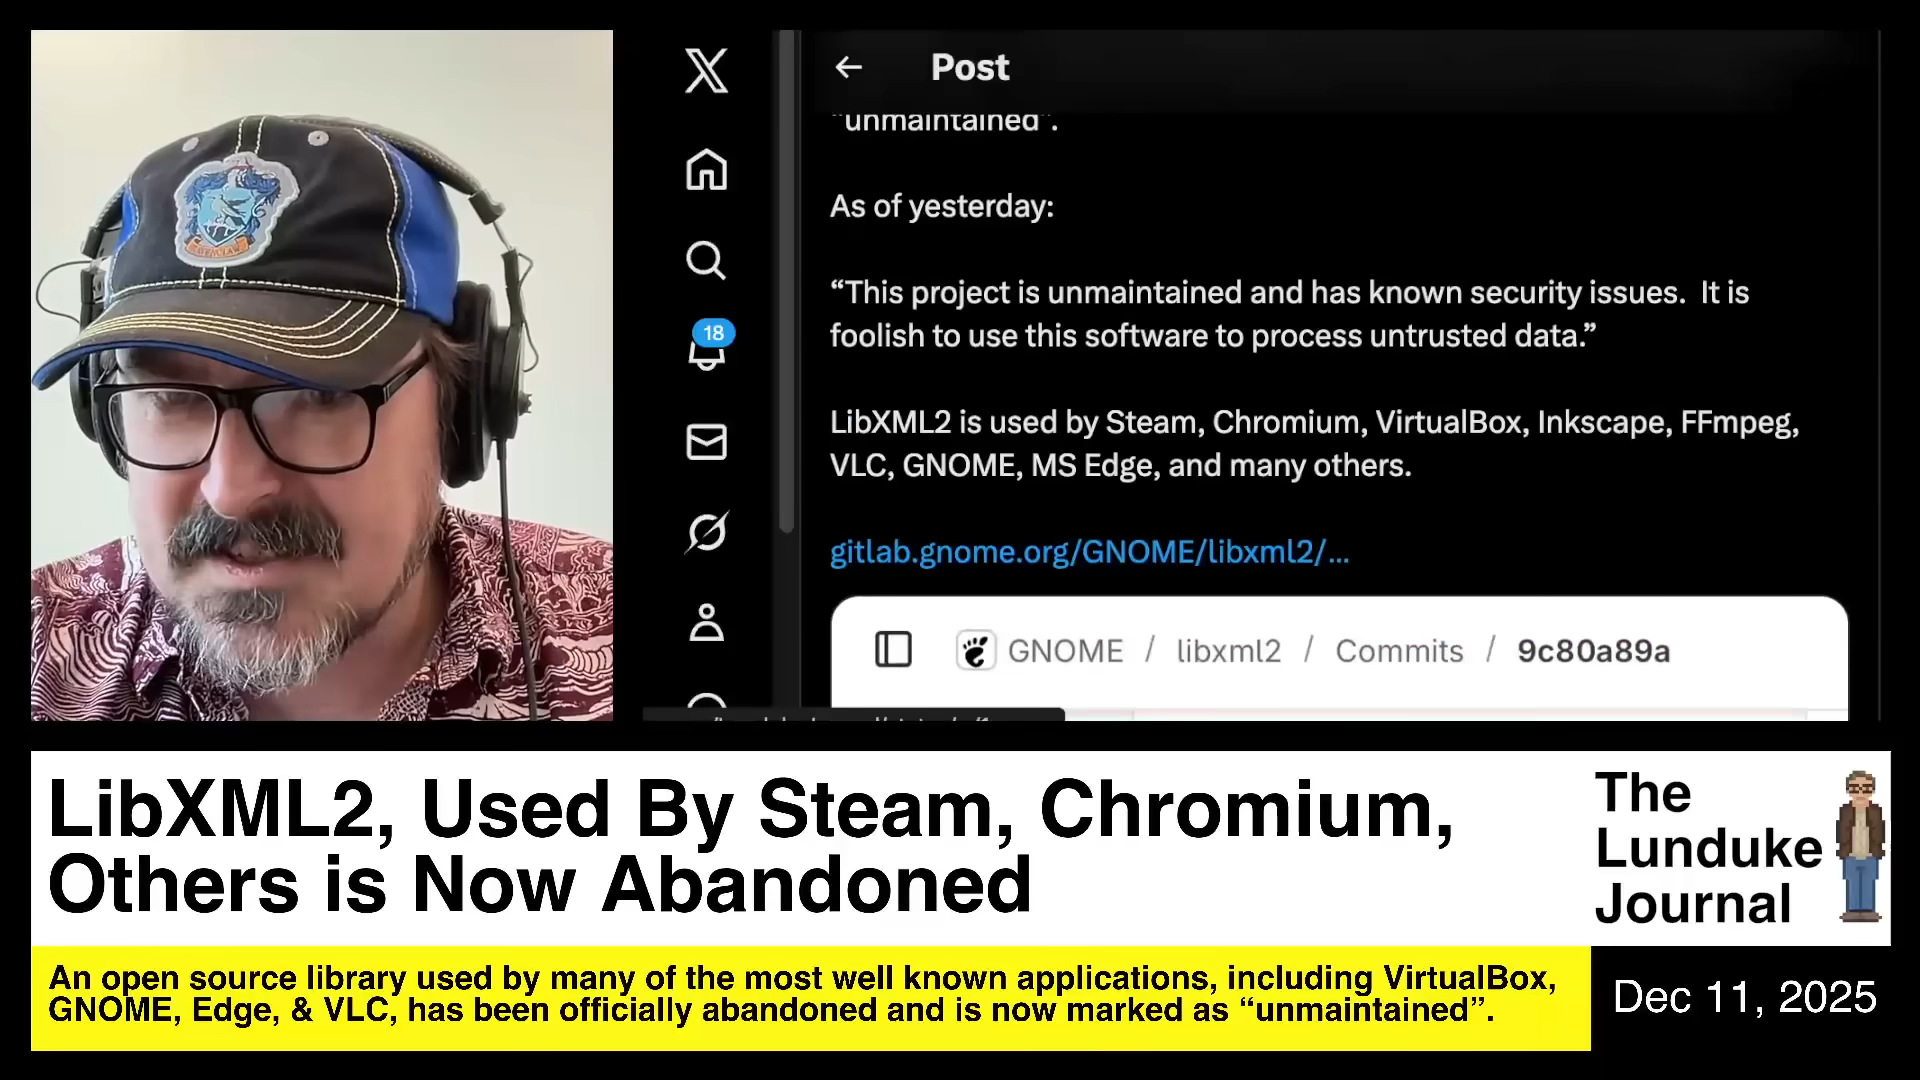 Post
"unmaintained".
As of yesterday:
“This project is unmaintained and has known security issues.  It is
foolish to use this software to process untrusted data.”
LibXML2 is used by Steam, Chromium, VirtualBox, Inkscape, FFmpeg,
VLC, GNOME, MS Edge, and many others.
gitlab.gnome.org/GNOME/libxml2/...
18
GNOME / libxml2 / Commits / 9c80a89a
LibXML2, Used By Steam, Chromium,
Others is Now Abandoned
The
Lunduke
Journal
An open source library used by many of the most well known applications, including VirtualBox,
GNOME, Edge, & VLC, has been officially abandoned and is now marked as “unmaintained”.
Dec 11, 2025